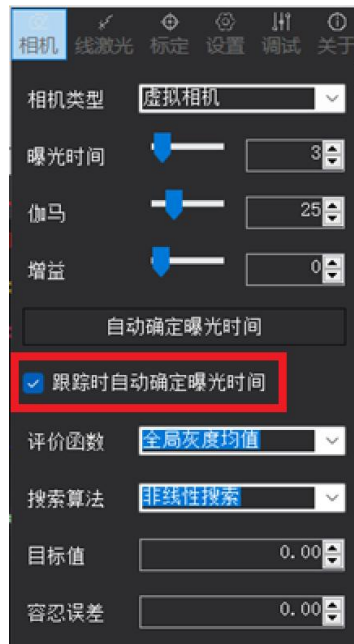 相机 线激光 标定 设置 调试 关于
相机类型 虚拟相机
曝光时间 3
伽马 25
增益 0
自动确定曝光时间
跟踪时自动确定曝光时间
评价函数 全局灰度均值
搜索算法 非线性搜索
目标值 0.00
容忍误差 0.00